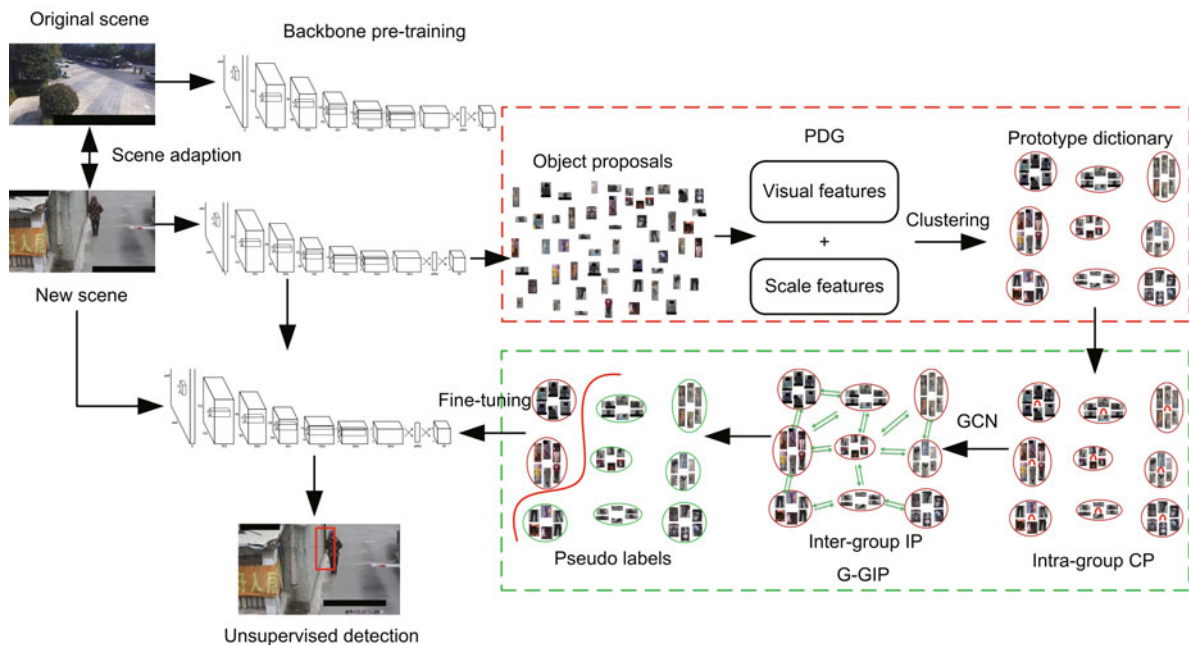 Original scene
Backbone pre-training
Scene adaption
New scene
PDG
Object proposals
Visual features
+
Scale features
Clustering
Prototype dictionary
Fine-tuning
GCN
Pseudo labels
Inter-group IP
G-GIP
Intra-group CP
Unsupervised detection